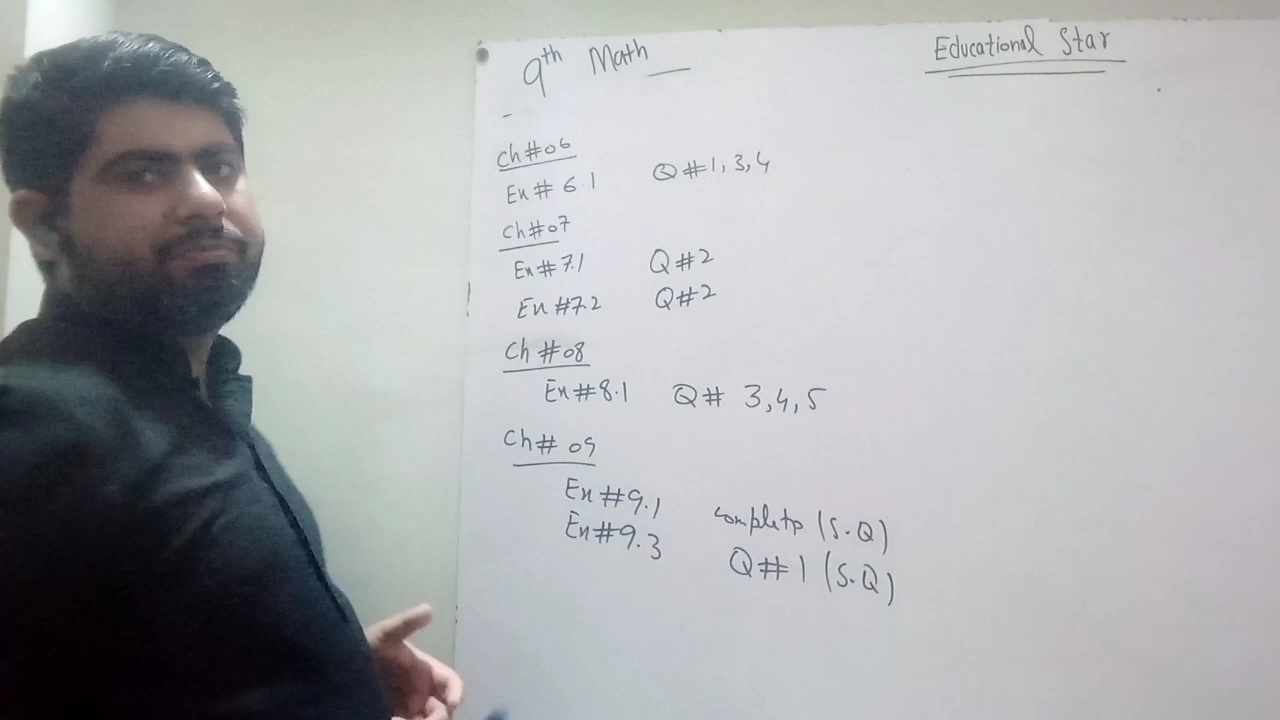 9th Math
Educational Star
Ch#06
Ex# 6.1 Q#1,3,4
Ch#07
Ex#7.1 Q#2
Ex#7.2 Q#2
Ch#08
Ex#8.1 Q# 3,4,5
Ch# 09
Ex#9.1 complete (S.Q)
Ex#9.3 Q#1 (S.Q)